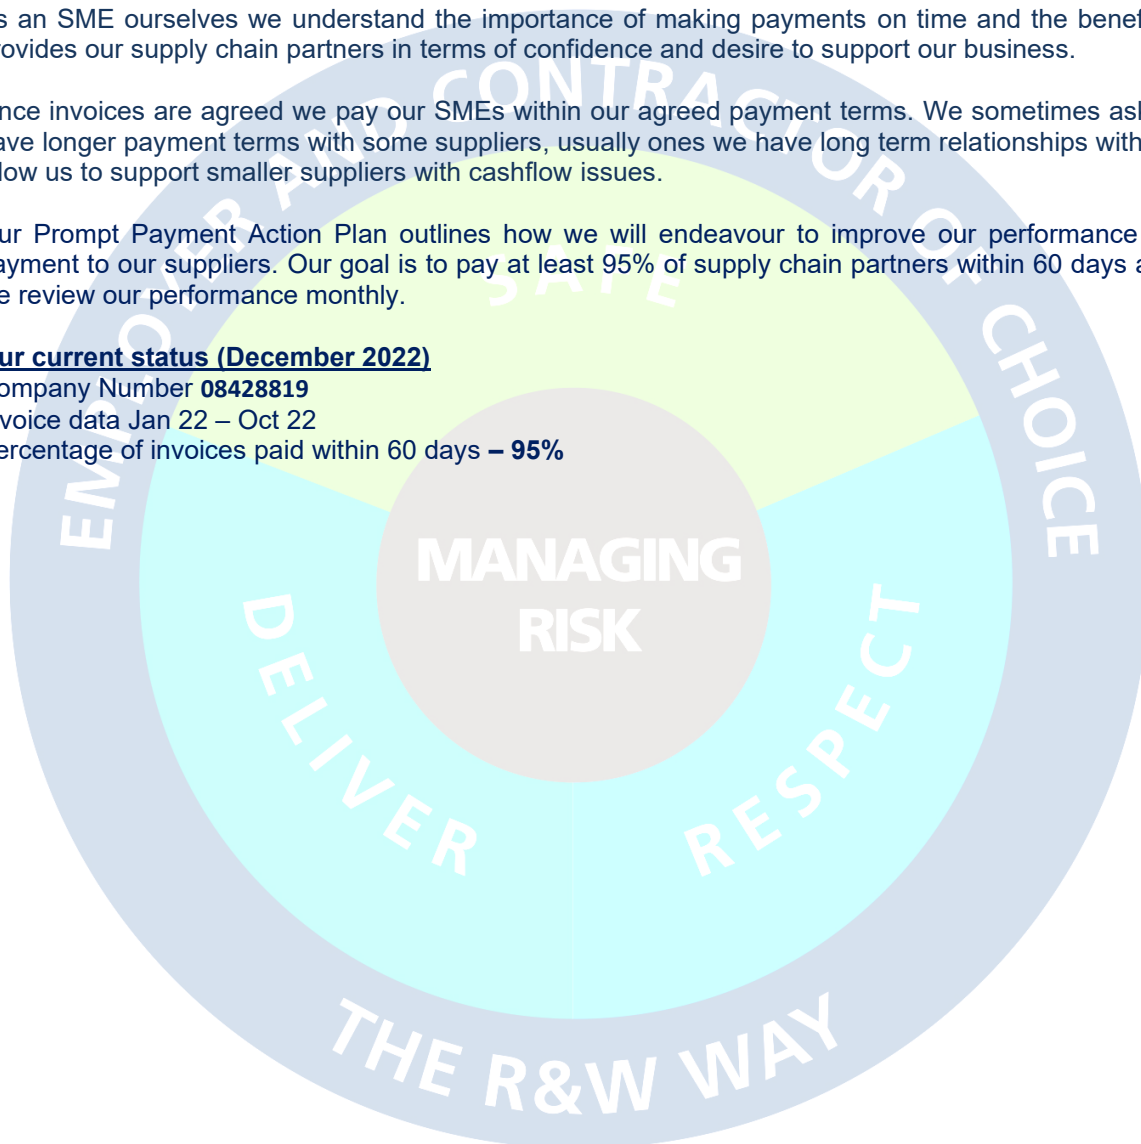 s an SME ourselves we understand the importance of making payments on time and the benef
rovides our supply chain partners in terms of confidence and desire to support our business.
nce invoices are agreed we pay our SMEs within our agreed payment terms. We sometimes ask
ave longer payment terms with some suppliers, usually ones we have long term relationships with
low us to support smaller suppliers with cashflow issues.
ur Prompt Payment Action Plan outlines how we will endeavour to improve our performance
ayment to our suppliers. Our goal is to pay at least 95% of supply chain partners within 60 days a
e review our performance monthly.
ur current status (December 2022)
ompany Number 08428819
voice data Jan 22 – Oct 22
ercentage of invoices paid within 60 days – 95%
EMPLOYER AND CONTRACTOR OF CHOICE
SAFE
MANAGING
RISK
DELIVER
RESPECT
THE R&W WAY